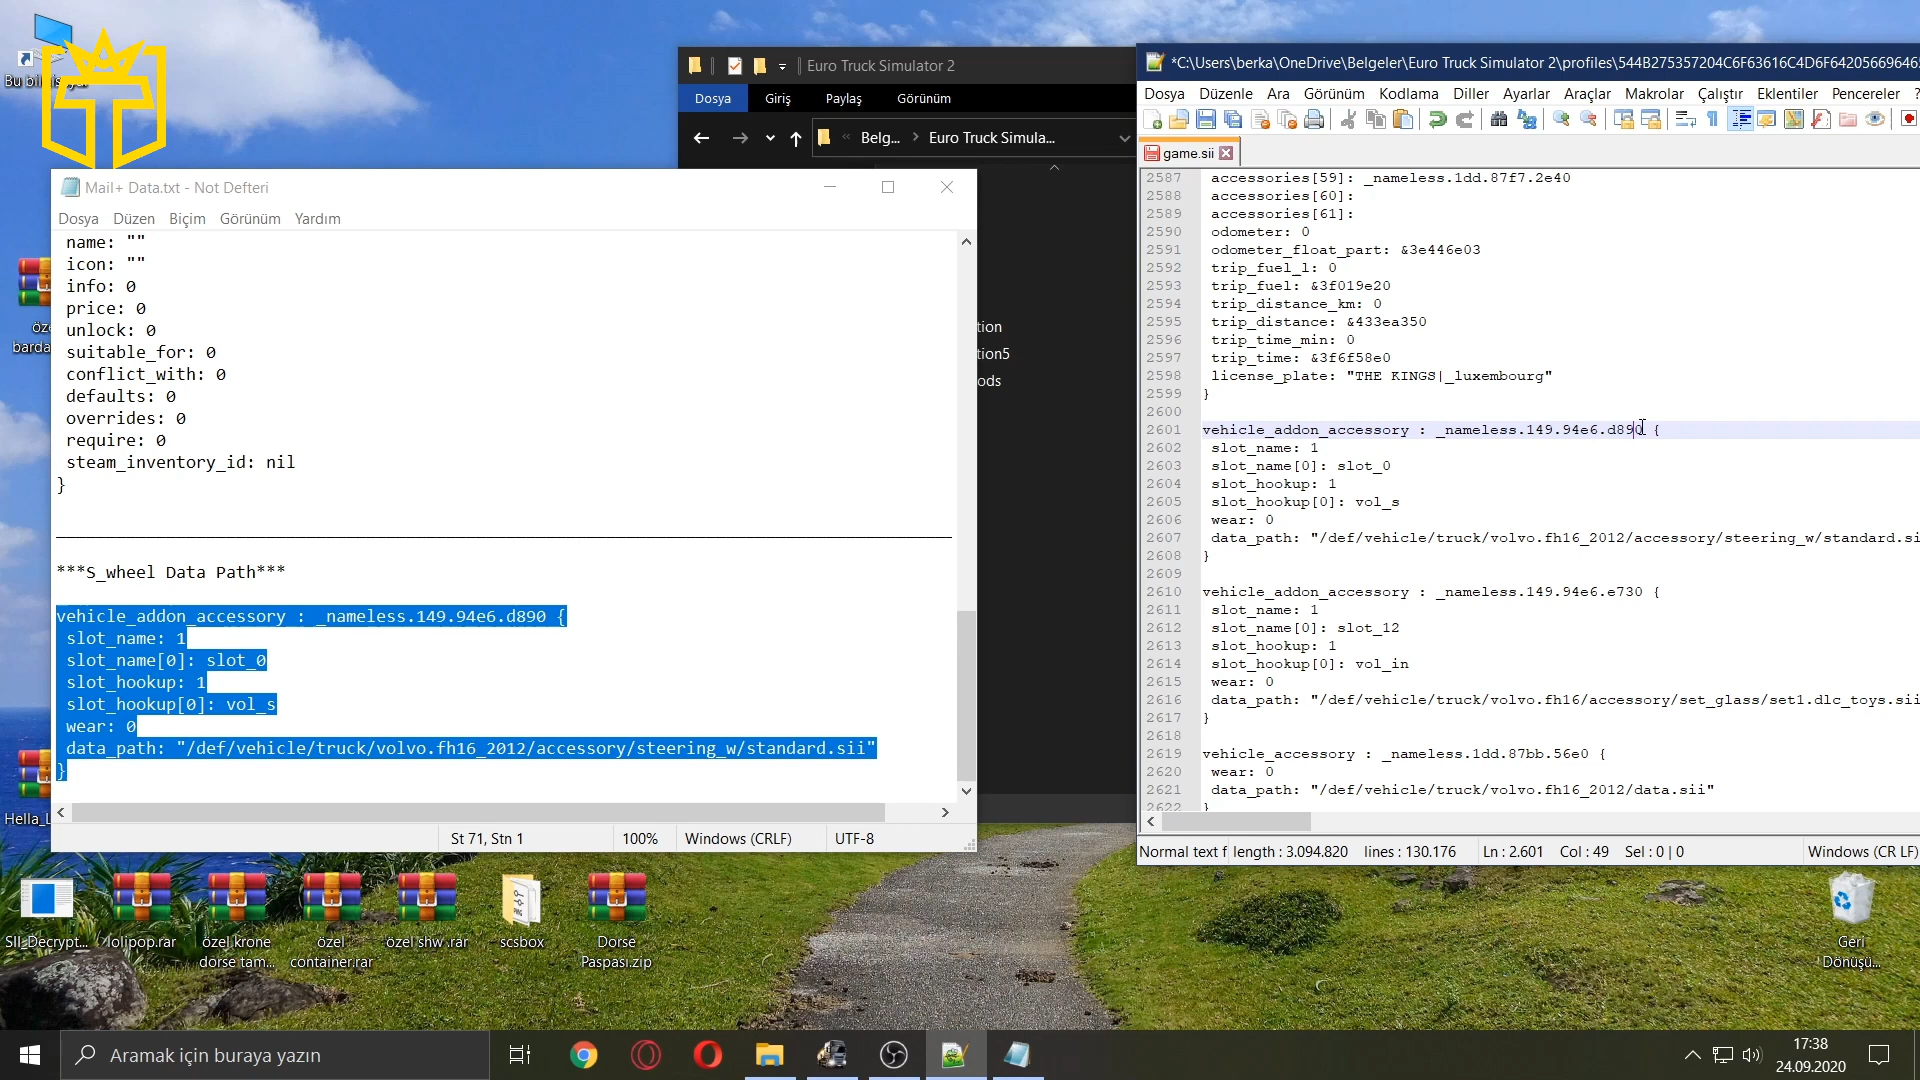 Bu bil
öz
barda
Hella_L
Euro Truck Simulator 2
Dosya
Giriş
Paylaş
Görünüm
Belg...
Euro Truck Simula...
tion
tion5
ods
Mail+ Data.txt - Not Defteri
Dosya Düzen Biçim Görünüm Yardım
name: ""
icon: ""
info: 0
price: 0
unlock: 0
suitable_for: 0
conflict_with: 0
defaults: 0
overrides: 0
require: 0
steam_inventory_id: nil
}
***S_wheel Data Path***
vehicle_addon_accessory : _nameless.149.94e6.d890 {
slot_name: 1
slot_name[0]: slot_0
slot_hookup: 1
slot_hookup[0]: vol_s
wear: 0
data_path: "/def/vehicle/truck/volvo.fh16_2012/accessory/steering_w/standard.sii"
}
St 71, Stn 1 100% Windows (CRLF) UTF-8
*C:\Users\berka\OneDrive\Belgeler\Euro Truck Simulator 2\profiles\544B275357204C6F63616C4D6F64205669646
Dosya Düzenle Ara Görünüm Kodlama Diller Ayarlar Araçlar Makrolar Çalıştır Eklentiler Pencereler ?
game.sii
2587 accessories[59]: _nameless.1dd.87f7.2e40
2588 accessories[60]:
2589 accessories[61]:
2590 odometer: 0
2591 odometer_float_part: &3e446e03
2592 trip_fuel_l: 0
2593 trip_fuel: &3f019e20
2594 trip_distance_km: 0
2595 trip_distance: &433ea350
2596 trip_time_min: 0
2597 trip_time: &3f6f58e0
2598 license_plate: "THE KINGS|_luxembourg"
2599 }
2600
2601 vehicle_addon_accessory : _nameless.149.94e6.d890 {
2602 slot_name: 1
2603 slot_name[0]: slot_0
2604 slot_hookup: 1
2605 slot_hookup[0]: vol_s
2606 wear: 0
2607 data_path: "/def/vehicle/truck/volvo.fh16_2012/accessory/steering_w/standard.si
2608 }
2609
2610 vehicle_addon_accessory : _nameless.149.94e6.e730 {
2611 slot_name: 1
2612 slot_name[0]: slot_12
2613 slot_hookup: 1
2614 slot_hookup[0]: vol_in
2615 wear: 0
2616 data_path: "/def/vehicle/truck/volvo.fh16/accessory/set_glass/set1.dlc_toys.sii
2617 }
2618
2619 vehicle_accessory : _nameless.1dd.87bb.56e0 {
2620 wear: 0
2621 data_path: "/def/vehicle/truck/volvo.fh16_2012/data.sii"
2622 }
Normal text f length : 3.094.820 lines : 130.176 Ln : 2.601 Col : 49 Sel : 0 | 0 Windows (CR LF)
SII_Decrypt...
lolipop.rar
özel krone
dorse tam...
özel
container.rar
özel shw .rar
scsbox
Dorse
Paspası.zip
Geri
Dönüşü...
Aramak için buraya yazın
17:38
24.09.2020